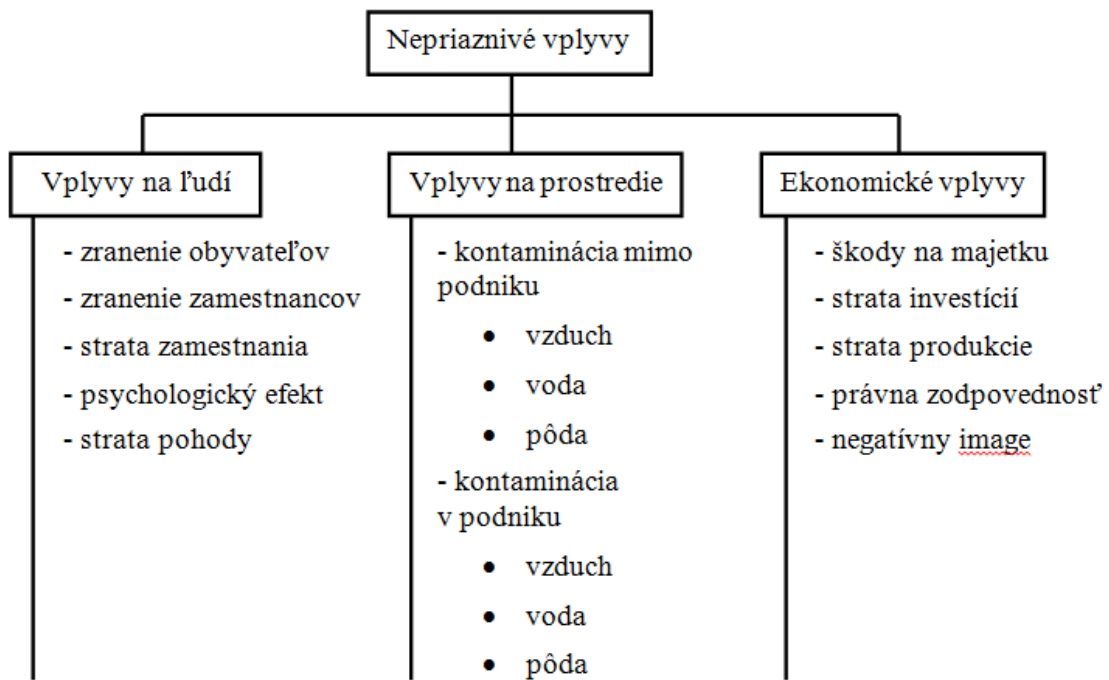 Nepriaznivé vplyvy
Vplyvy na ľudí
- zranenie obyvateľov
- zranenie zamestnancov
- strata zamestnania
- psychologický efekt
- strata pohody
Vplyvy na prostredie
- kontaminácia mimo
podniku
• vzduch
• voda
• pôda
- kontaminácia
v podniku
• vzduch
• voda
• pôda
Ekonomické vplyvy
- škody na majetku
- strata investícií
- strata produkcie
- právna zodpovednosť
- negatívny image